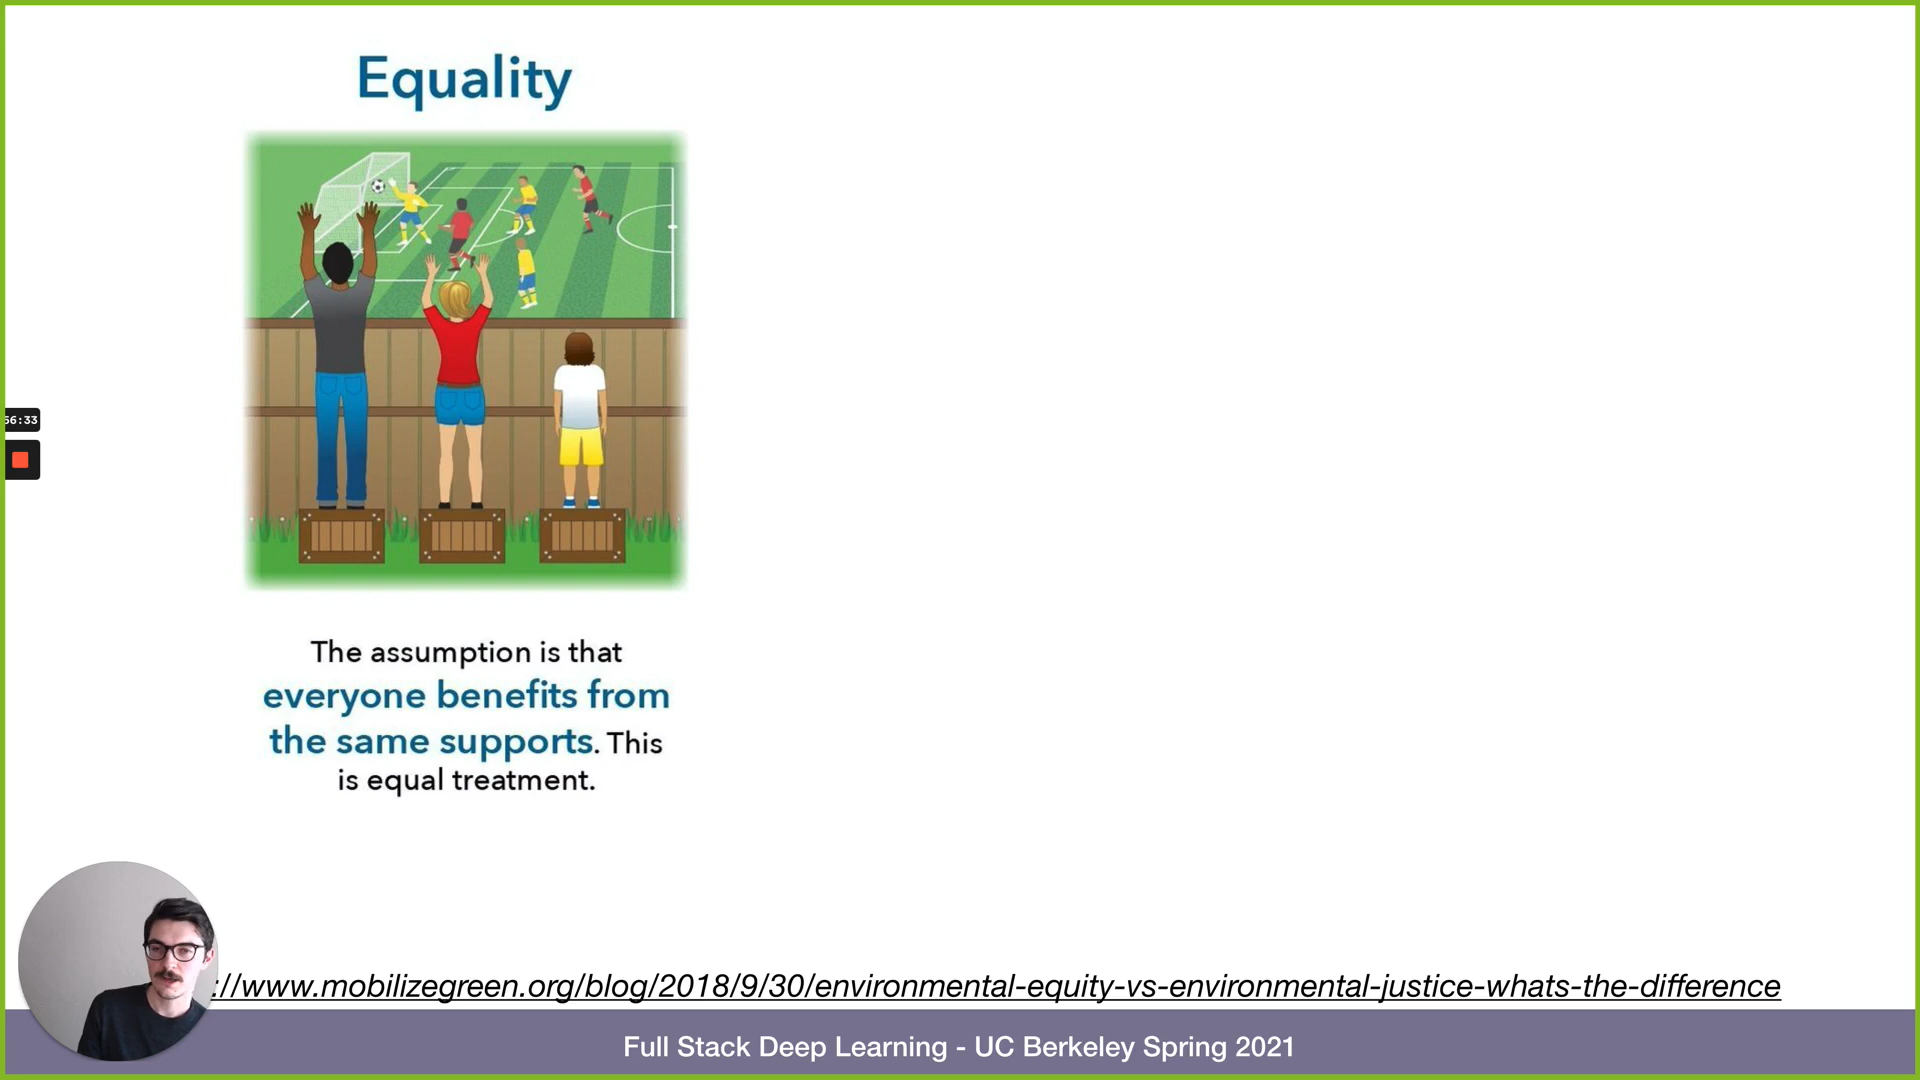 Equality
56:33
The assumption is that
everyone benefits from
the same supports. This
is equal treatment.
://www.mobilizegreen.org/blog/2018/9/30/environmental-equity-vs-environmental-justice-whats-the-difference
Full Stack Deep Learning - UC Berkeley Spring 2021